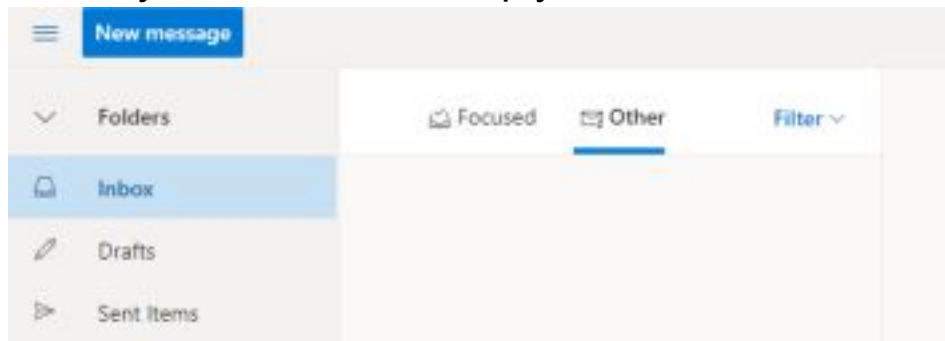 New message
Folders
Focused
Other
Filter
Inbox
Drafts
Sent Items